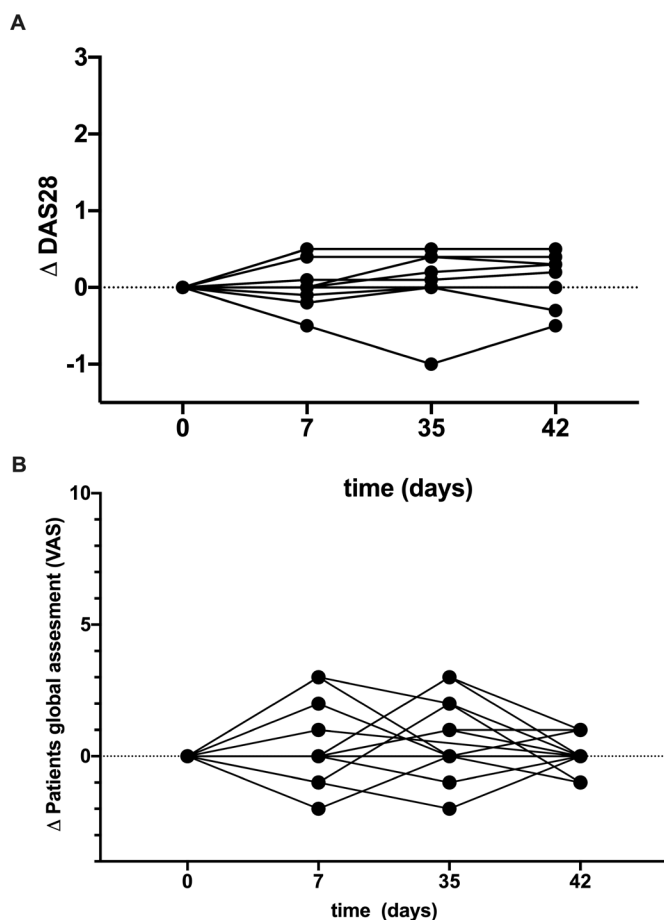 A
3
2
1
0
-1
Δ DAS28
0 7 35 42
time (days)
B
10
5
0
Δ Patients global assesment (VAS)
0 7 35 42
time (days)